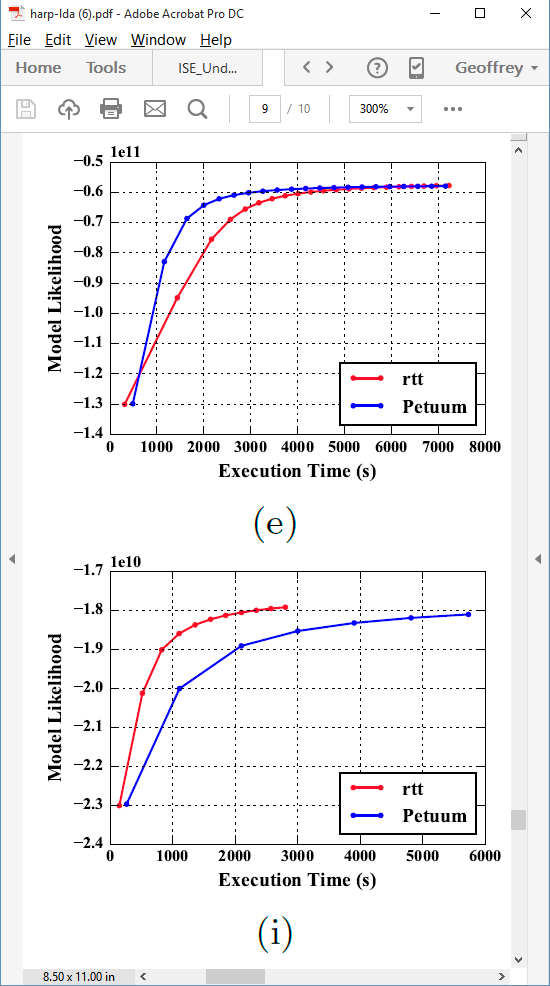 harp-lda (6).pdf - Adobe Acrobat Pro DC
File Edit View Window Help
Home Tools ISE_Und... ? Geoffrey
9 / 10 300%
1e11
−0.5
−0.6
−0.7
−0.8
−0.9
−1.0
−1.1
−1.2
−1.3
−1.4
Model Likelihood
rtt
Petuum
0 1000 2000 3000 4000 5000 6000 7000 8000
Execution Time (s)
(e)
1e10
−1.7
−1.8
−1.9
−2.0
−2.1
−2.2
−2.3
−2.4
Model Likelihood
rtt
Petuum
0 1000 2000 3000 4000 5000 6000
Execution Time (s)
(i)
8.50 x 11.00 in